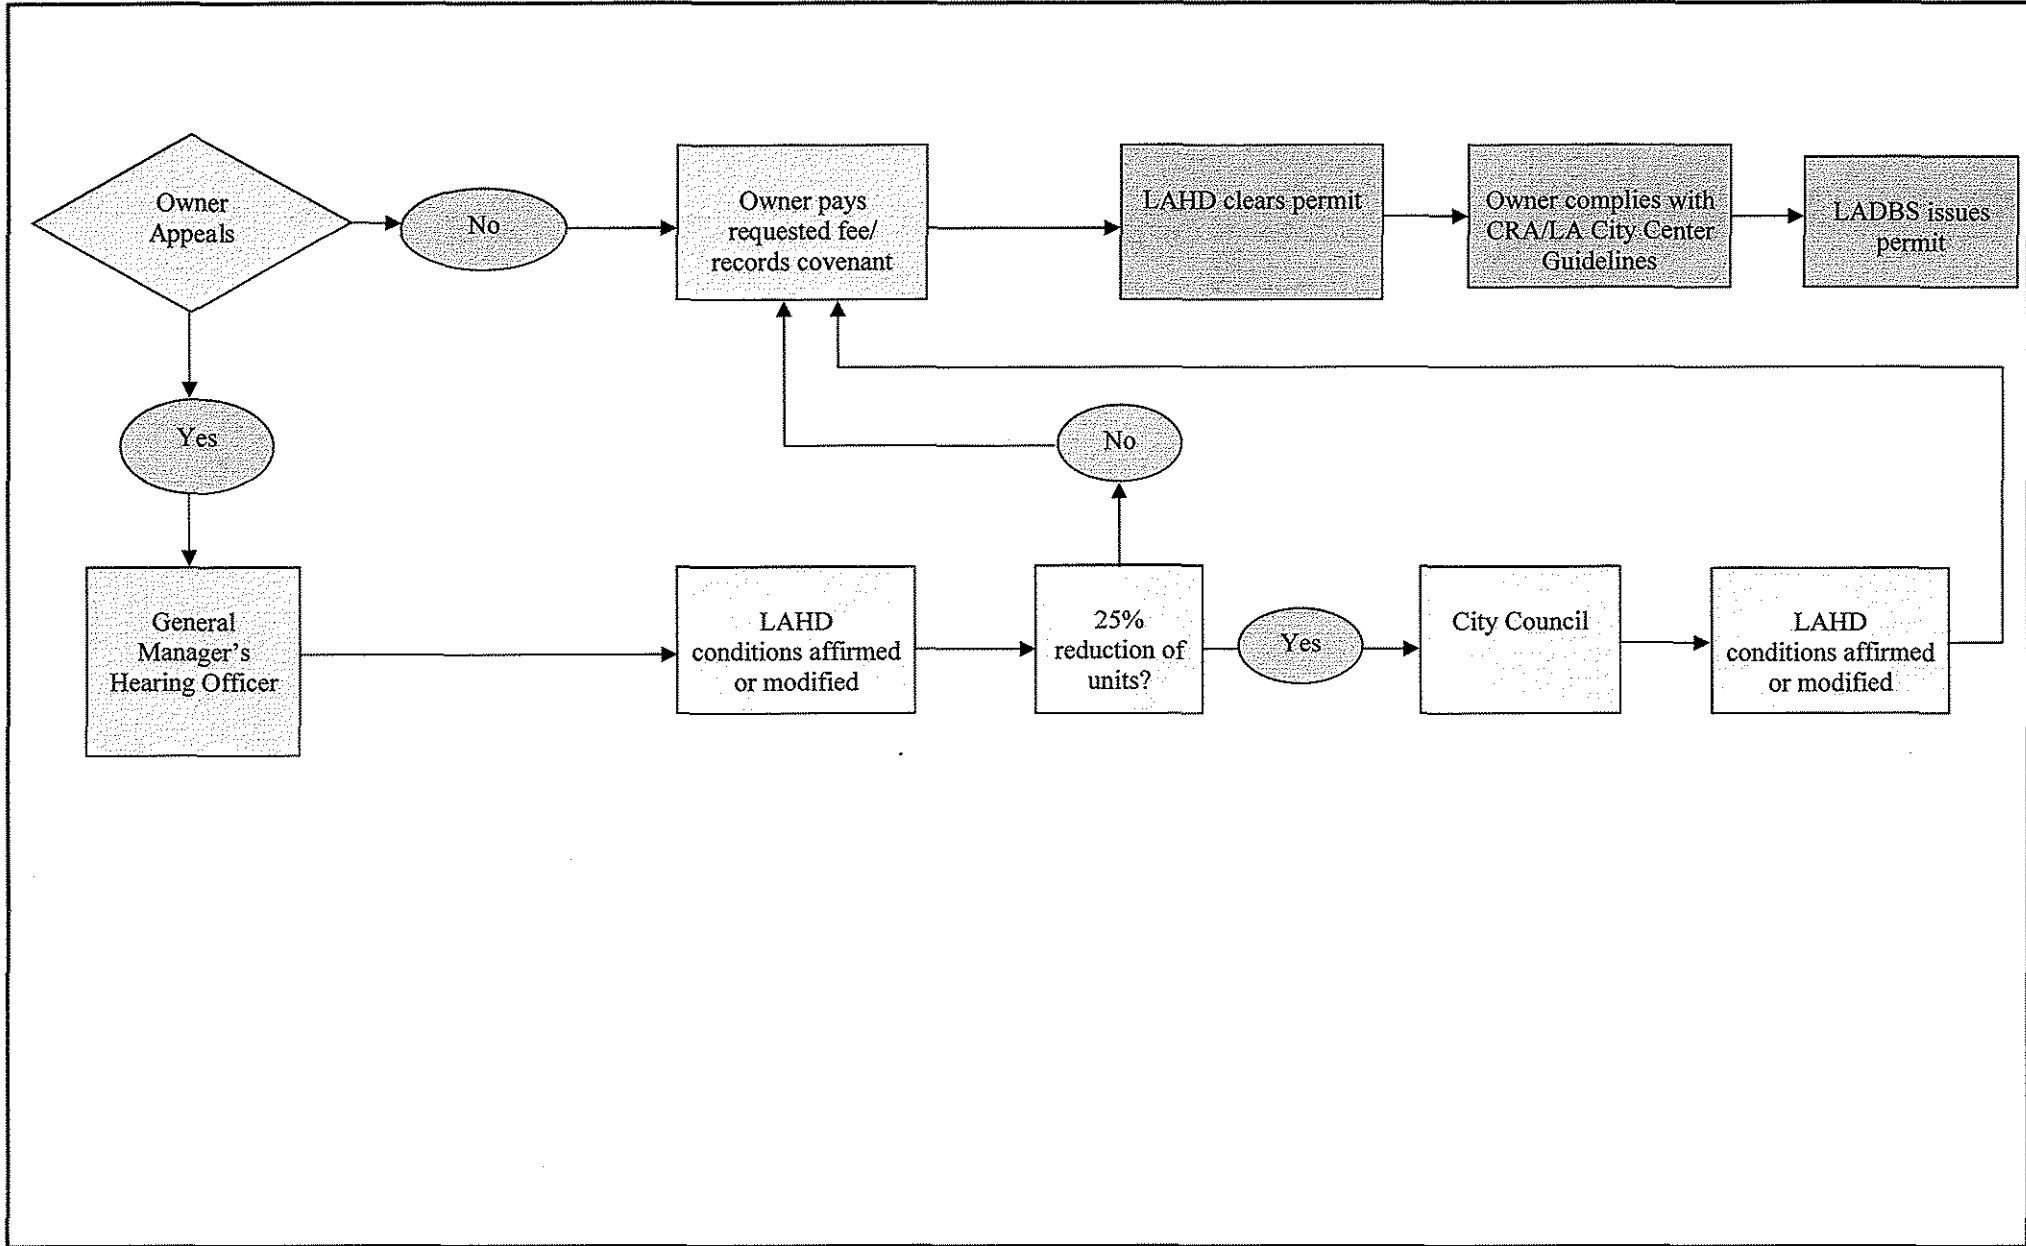 Owner
Appeals
No
Owner pays
requested fee/
records covenant
LAHD clears permit
Owner complies with
CRA/LA City Center
Guidelines
LADBS issues
permit
Yes
No
General
Manager's
Hearing Officer
LAHD
conditions affirmed
or modified
25%
reduction of
units?
Yes
City Council
LAHD
conditions affirmed
or modified